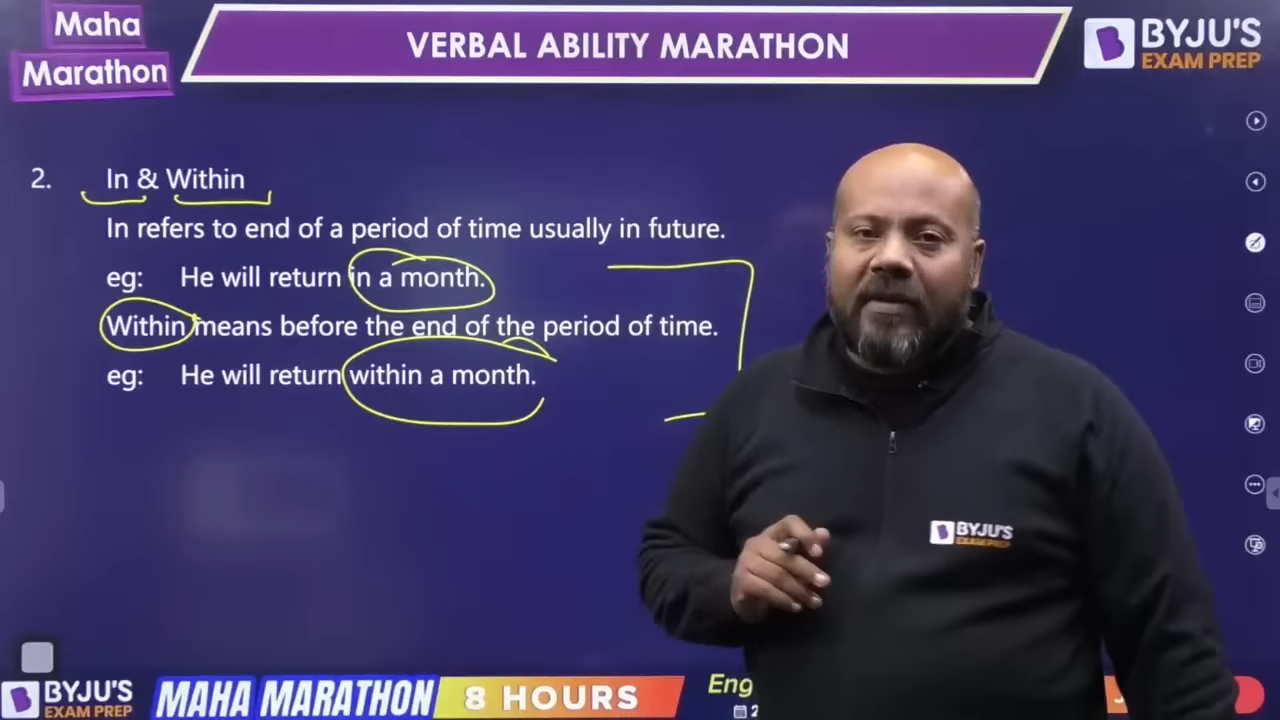 Maha
Marathon
VERBAL ABILITY MARATHON
BYJU'S
EXAM PREP
2. In & Within
In refers to end of a period of time usually in future.
eg: He will return in a month.
Within means before the end of the period of time.
eg: He will return within a month.
BYJU'S
EXAM PREP
BYJU'S
EXAM PREP
MAHA MARATHON
8 HOURS
Eng
2